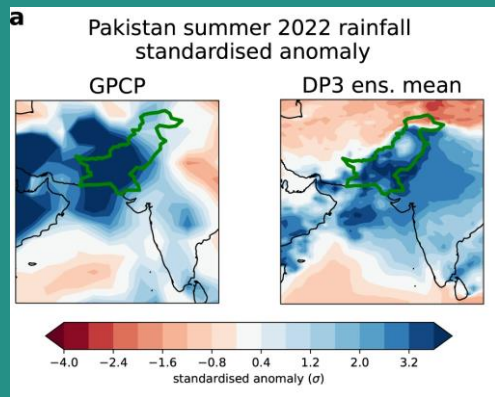 a
Pakistan summer 2022 rainfall
standardised anomaly
GPCP
DP3 ens. mean
−4.0 −2.4 −1.6 −0.8 0.4 1.2 2.0 3.2
standardised anomaly (σ)